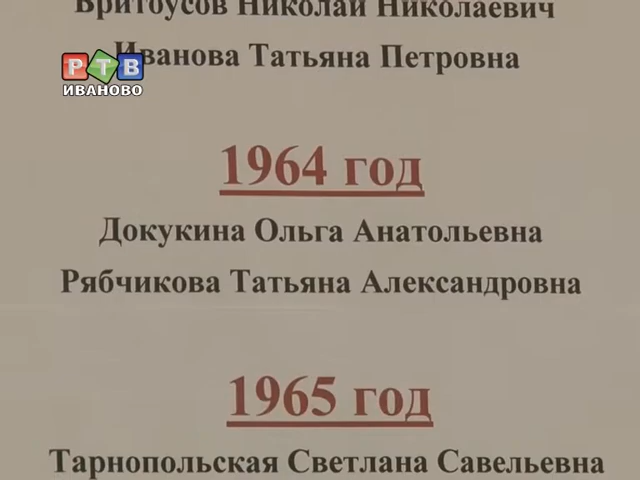 Бритоусов Николай Николаевич
Иванова Татьяна Петровна
РТВ
ИВАНОВО
1964 год
Докукина Ольга Анатольевна
Рябчикова Татьяна Александровна
1965 год
Тарнопольская Светлана Савельевна